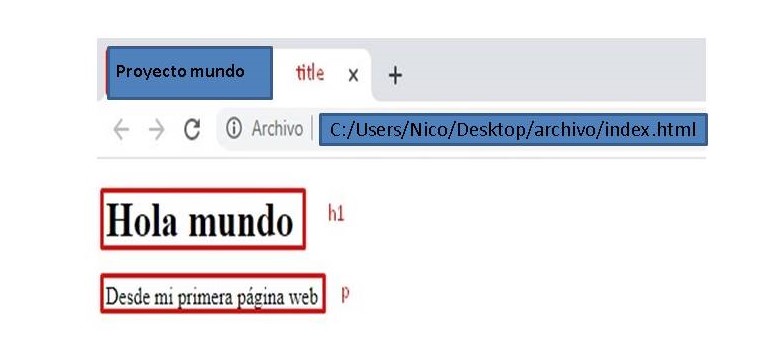 Proyecto mundo title × +
Archivo | C:/Users/Nico/Desktop/archivo/index.html
Hola mundo h1
Desde mi primera página web p